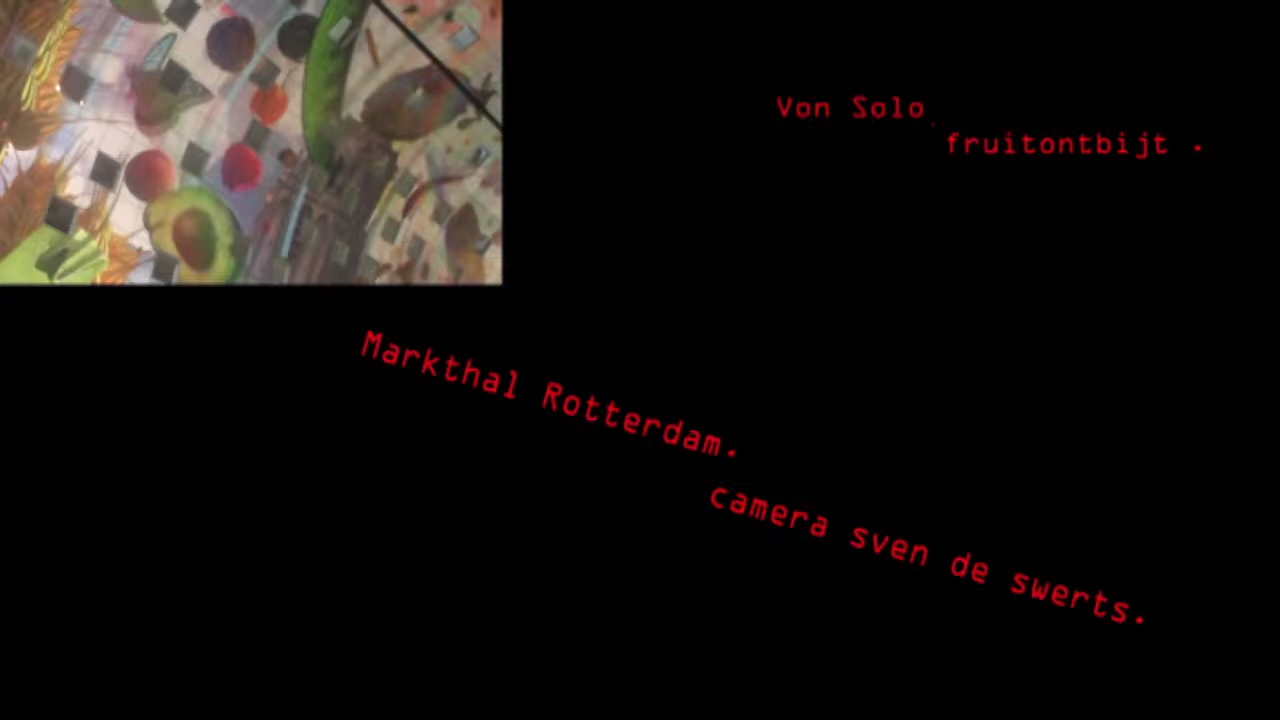 Von Solo
fruitontbijt .
Markthal Rotterdam.
camera sven de swerts.